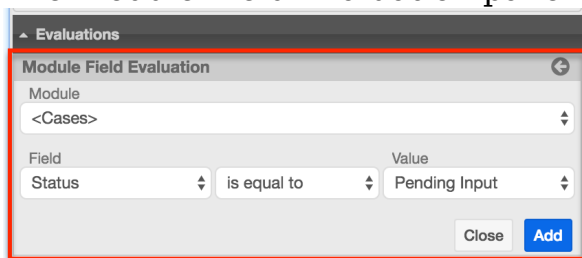 Evaluations
Module Field Evaluation
Module
<Cases>
Field Value
Status is equal to Pending Input
Close Add